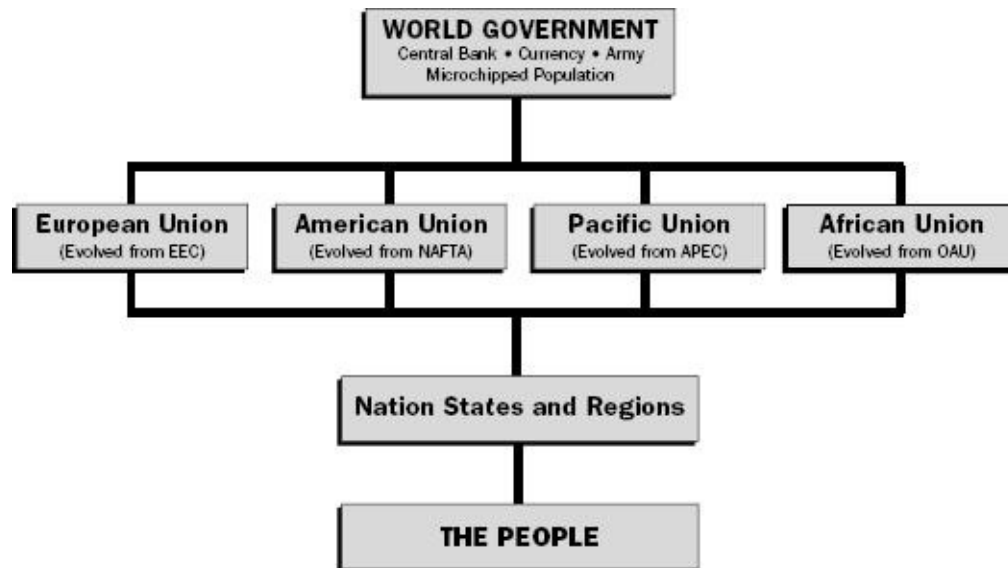 WORLD GOVERNMENT
Central Bank • Currency • Army
Microchipped Population
European Union
(Evolved from EEC)
American Union
(Evolved from NAFTA)
Pacific Union
(Evolved from APEC)
African Union
(Evolved from OAU)
Nation States and Regions
THE PEOPLE